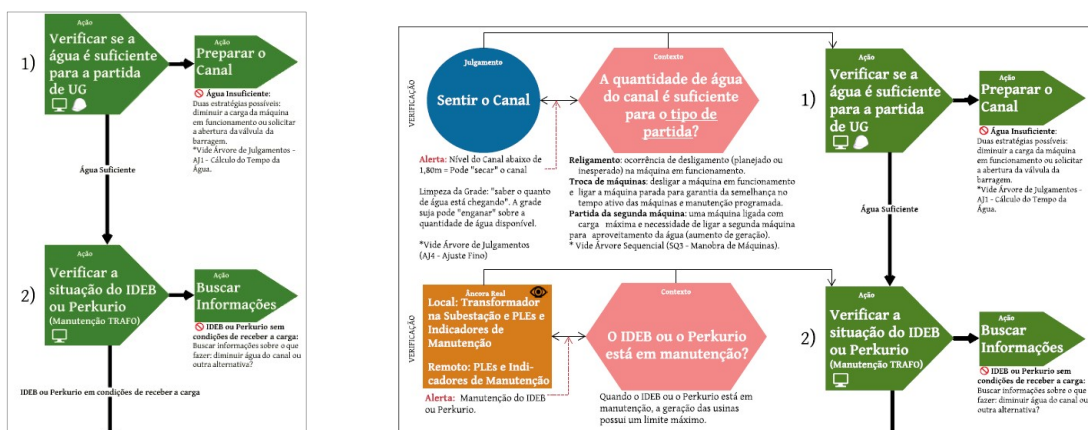 Ação
1)
Verificar se a
água é suficiente
para a partida
de UG
Ação
Preparar o
Canal
Água Insuficiente:
Duas estratégias possíveis:
diminuir a carga da máquina
em funcionamento ou solicitar
a abertura da válvula da
barragem.
*Vide Árvore de Julgamentos -
AJ1 - Cálculo do Tempo da
Água.
Água Suficiente
Ação
2)
Verificar a
situação do IDEB
ou Perkurio
(Manutenção TRAFO)
Ação
Buscar
Informações
IDEB ou Perkurio sem
condições de receber a carga:
Buscar informações sobre o que
fazer: diminuir água do canal ou
outra alternativa?
IDEB ou Perkurio em condições de receber a carga
VERIFICAÇÃO
Julgamento
Sentir o Canal
Alerta: Nível do Canal abaixo de
1,80m = Pode "secar" o canal
Limpeza da Grade: "saber o quanto
de água está chegando". A grade
suja pode "enganar" sobre a
quantidade de água disponível.
*Vide Árvore de Julgamentos
(AJ4 - Ajuste Fino)
Contexto
A quantidade de água
do canal é suficiente
para o tipo de
partida?
Religamento: ocorrência de desligamento (planejado ou
inesperado) na máquina em funcionamento.
Troca de máquinas: desligar a máquina em funcionamento
e ligar a máquina parada para garantia da semelhança no
tempo ativo das máquinas e manutenção programada.
Partida da segunda máquina: uma máquina ligada com
carga máxima e necessidade de ligar a segunda máquina
para aproveitamento da água (aumento de geração).
* Vide Árvore Sequencial (SQ3 - Manobra de Máquinas).
Ação
1)
Verificar se a
água é suficiente
para a partida
de UG
Ação
Preparar o
Canal
Água Insuficiente:
Duas estratégias possíveis:
diminuir a carga da máquina
em funcionamento ou solicitar
a abertura da válvula da
barragem.
*Vide Árvore de Julgamentos -
AJ1 - Cálculo do Tempo da
Água.
Água Suficiente
VERIFICAÇÃO
Âncora Real
Local: Transformador
na Subestação e PLEs e
Indicadores de
Manutenção
Remoto: PLEs e Indi-
cadores de Manutenção
Alerta: Manutenção do IDEB
ou Perkurio.
Contexto
O IDEB ou o Perkurio
está em manutenção?
Quando o IDEB ou o Perkurio está em
manutenção, a geração das usinas
possui um limite máximo.
Ação
2)
Verificar a
situação do IDEB
ou Perkurio
(Manutenção TRAFO)
Ação
Buscar
Informações
IDEB ou Perkurio sem
condições de receber a carga:
Buscar informações sobre o que
fazer: diminuir água do canal ou
outra alternativa?